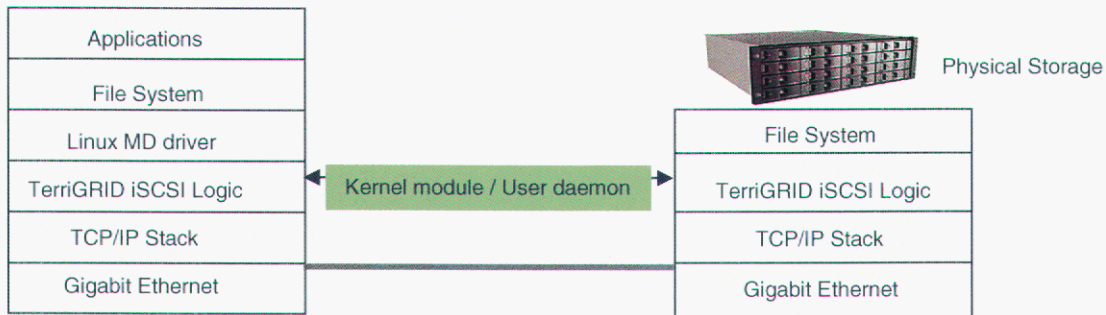 Applications
File System
Linux MD driver
TerriGRID iSCSI Logic
TCP/IP Stack
Gigabit Ethernet
Kernel module / User daemon
Physical Storage
File System
TerriGRID iSCSI Logic
TCP/IP Stack
Gigabit Ethernet